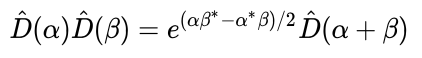 D̂(α)D̂(β) = e^{(αβ* − α*β)/2} D̂(α + β)